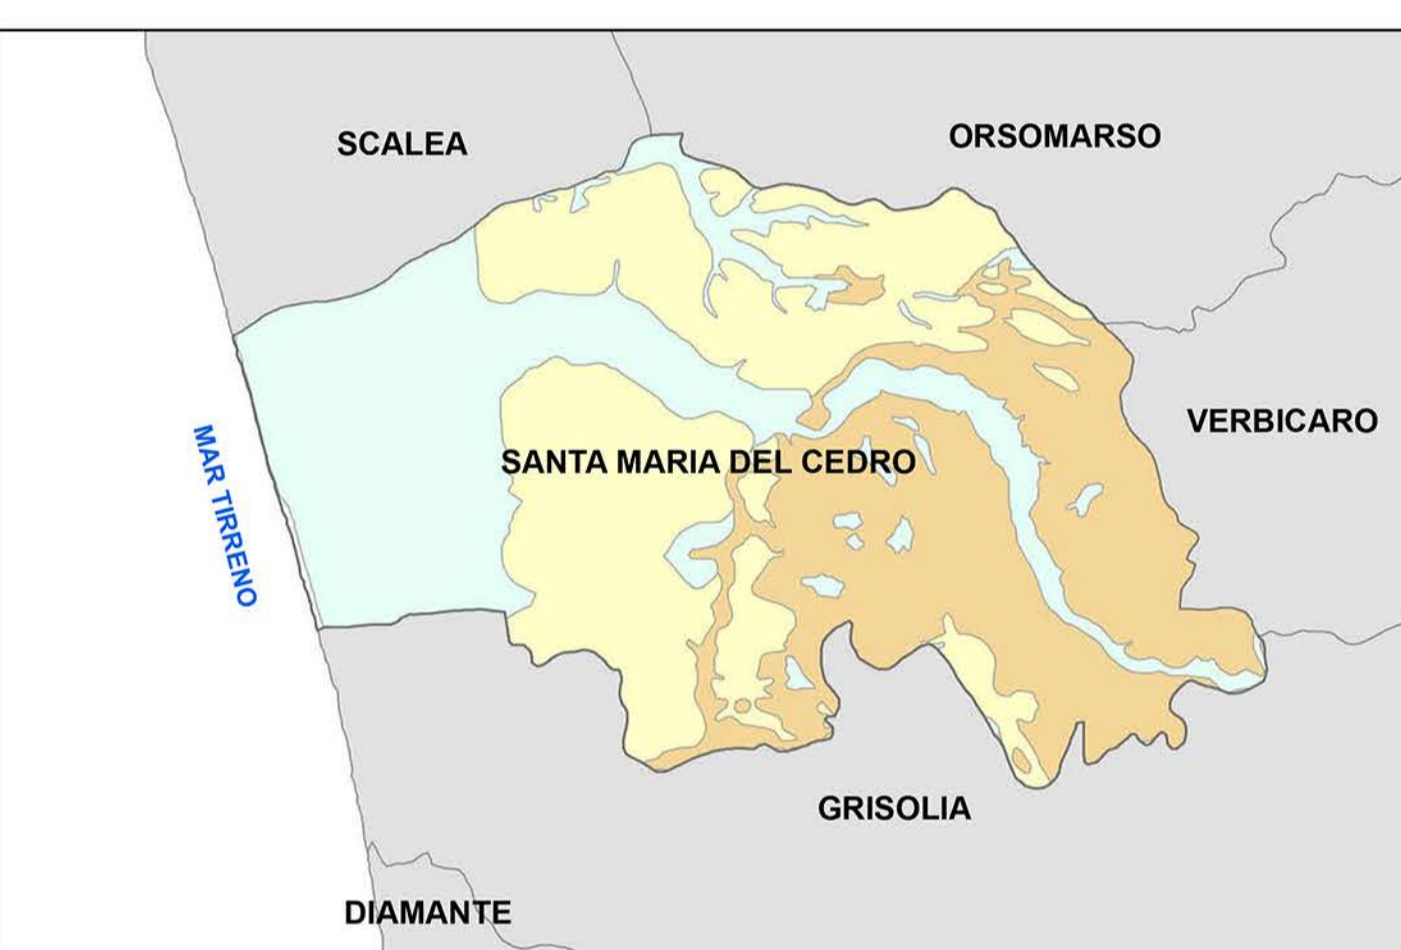 SCALEA
ORSOMARSO
VERBICARO
MAR TIRRENO
SANTA MARIA DEL CEDRO
GRISOLIA
DIAMANTE